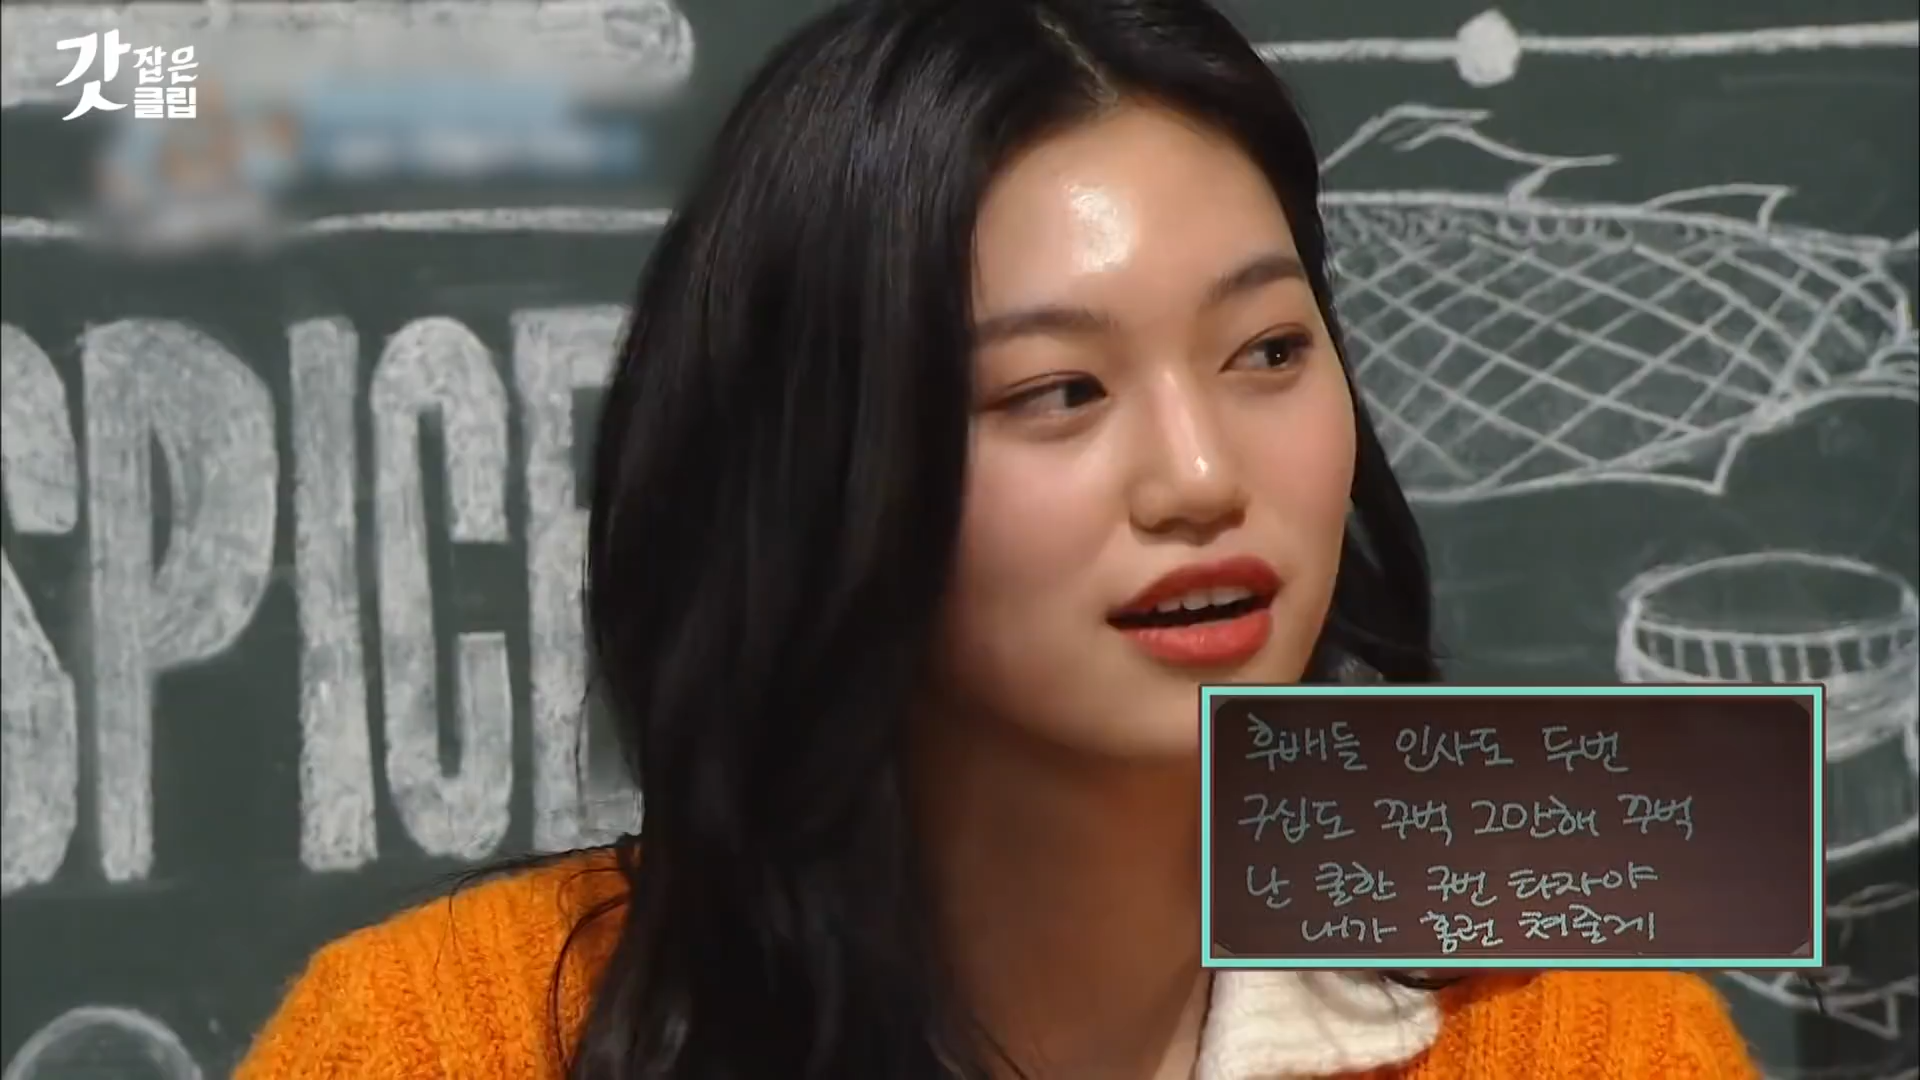 갓 잡은
클립
SPICE
후배들 인사도 두번
구십도 꾸벅 그만해 꾸벅
난 쿨한 9번 타자야
내가 홈런 쳐줄게